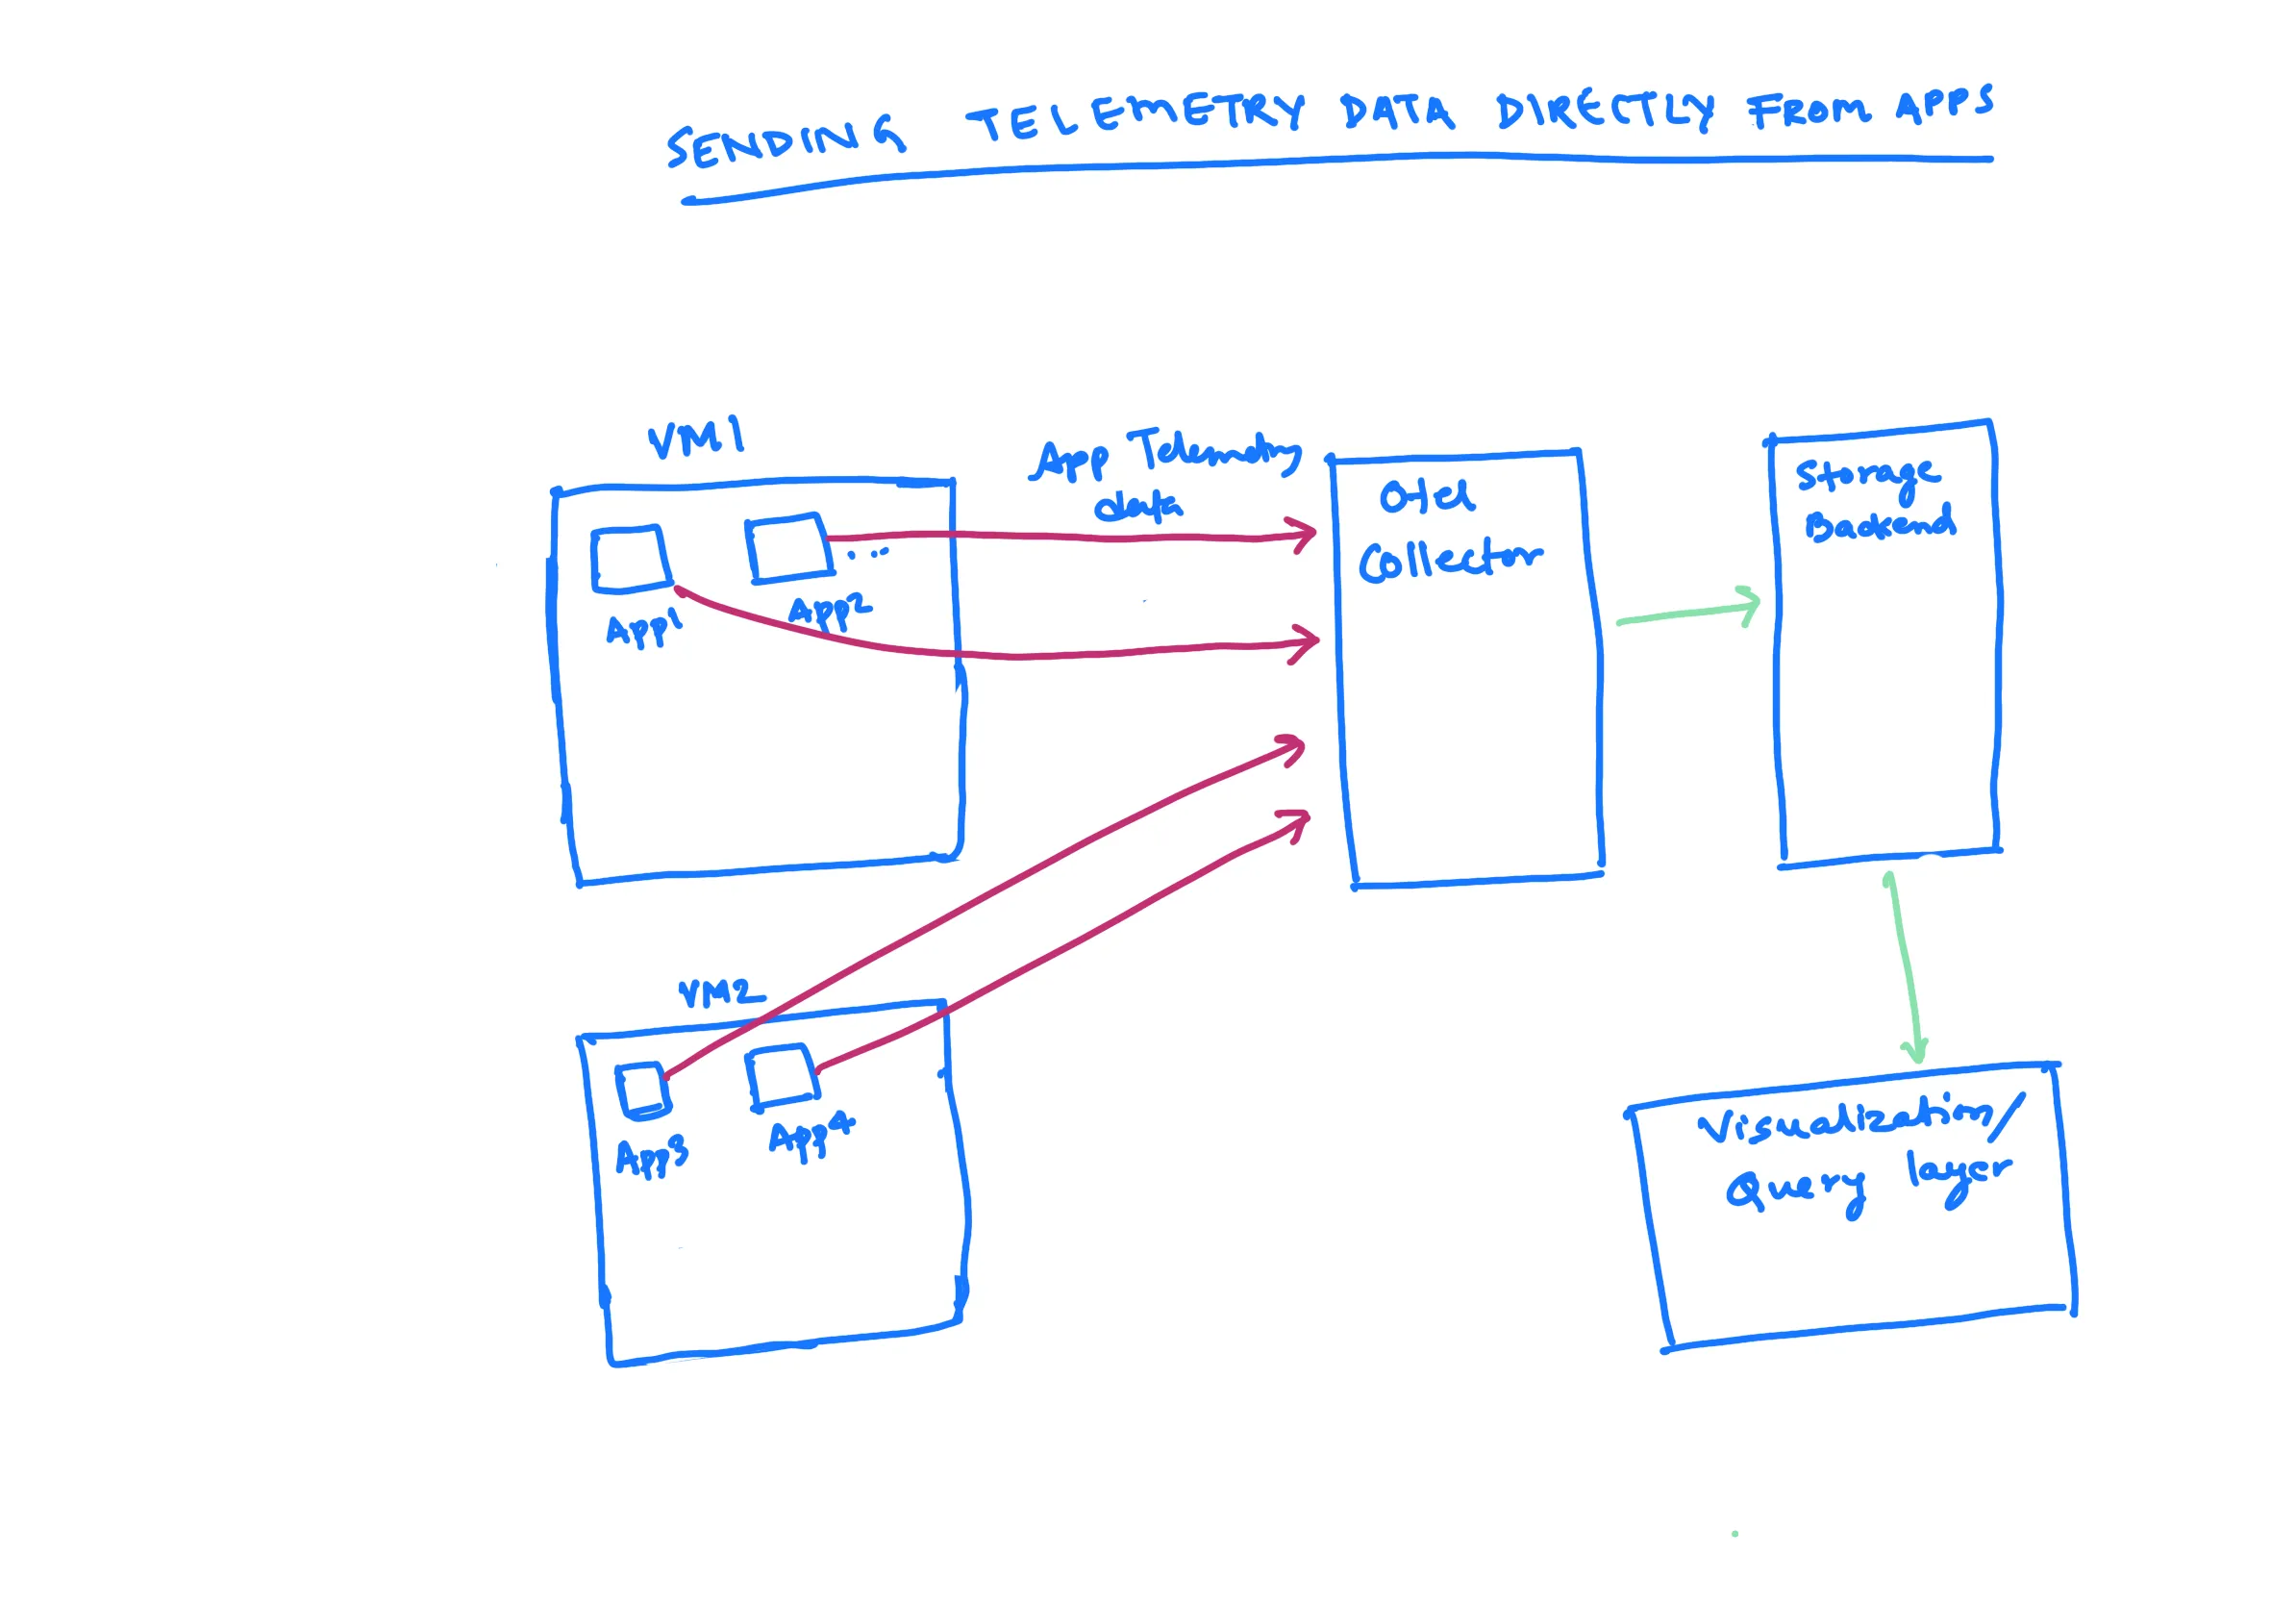 SENDING TELEMETRY DATA DIRECTLY FROM APPS
VM1
App Telemetry
data
Otel
Collector
Storage
Backend
App1
App2
...
VM2
App3
App4
Visualization/
Query layer